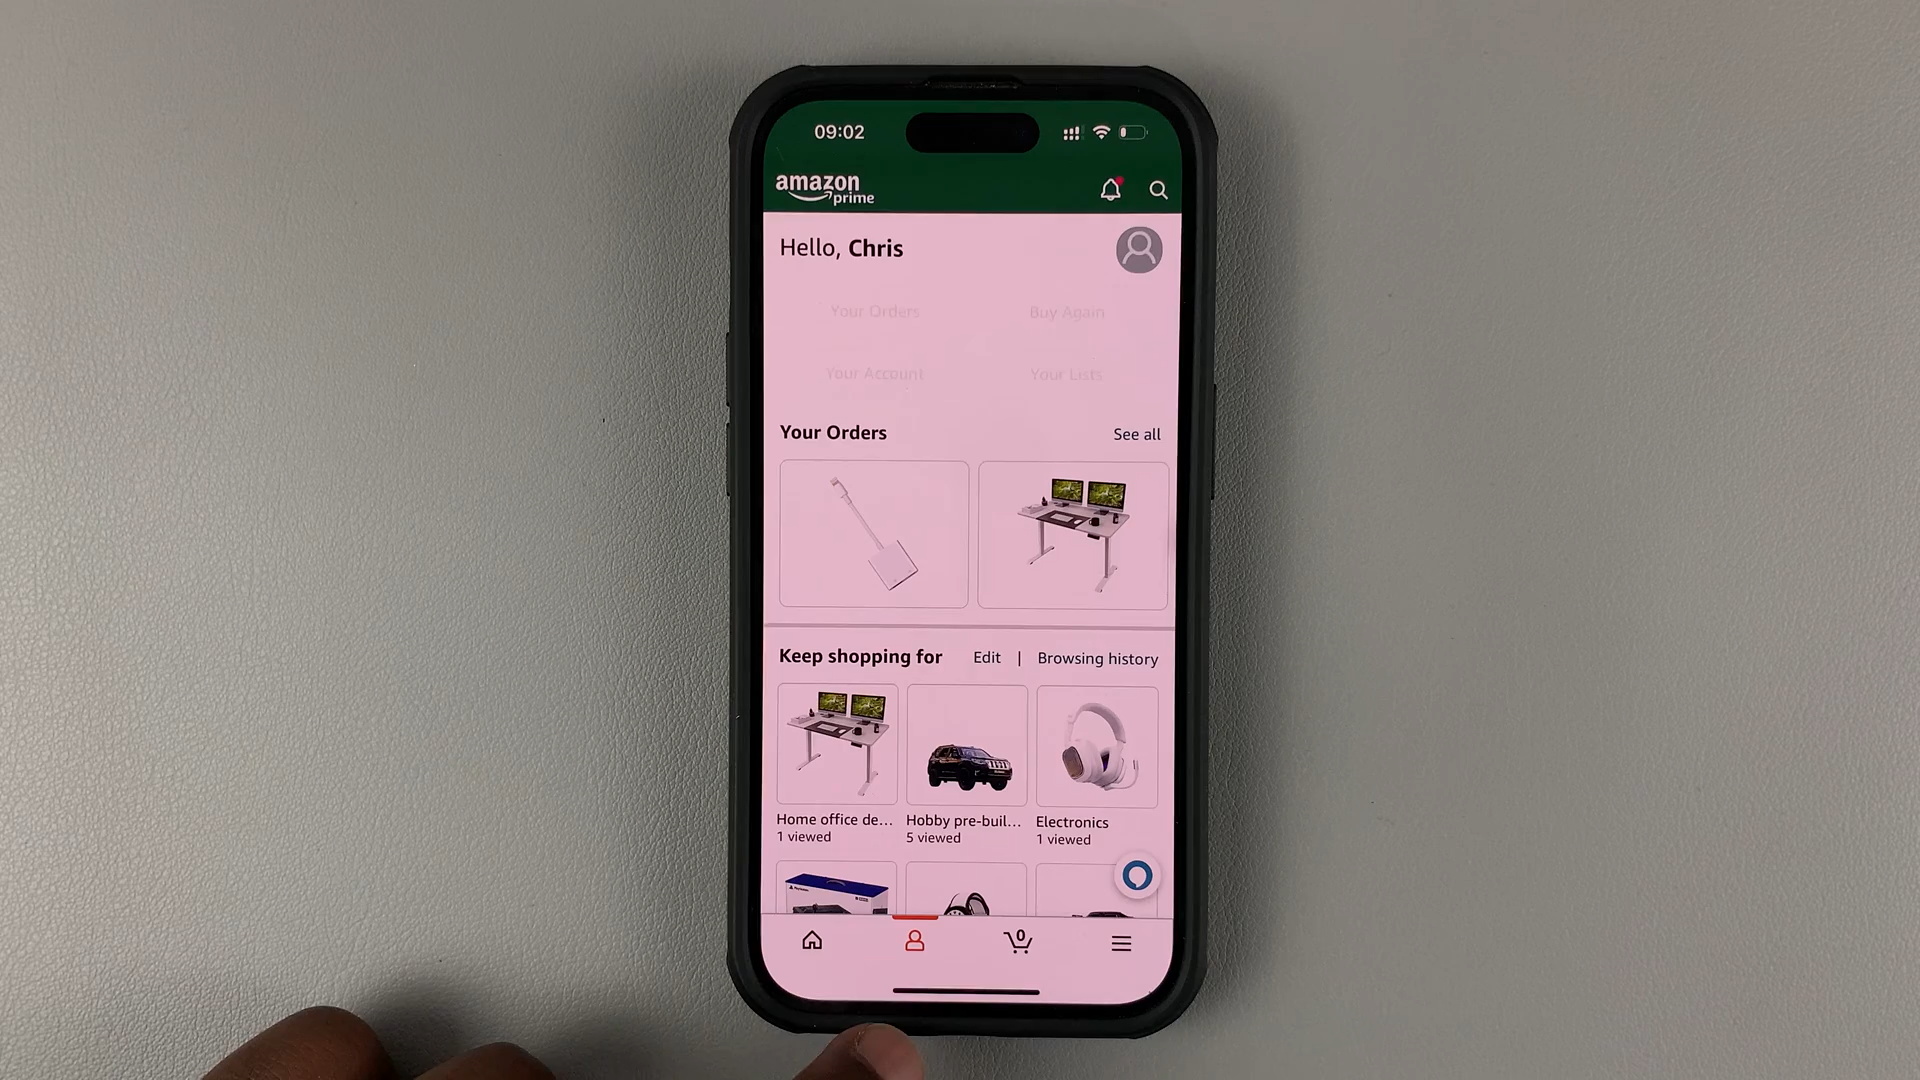 09:02
amazon
prime
Hello, Chris
Your Orders Buy Again
Your Account Your Lists
Your Orders See all
Keep shopping for Edit | Browsing history
Home office de... Hobby pre-buil... Electronics
1 viewed 5 viewed 1 viewed
0